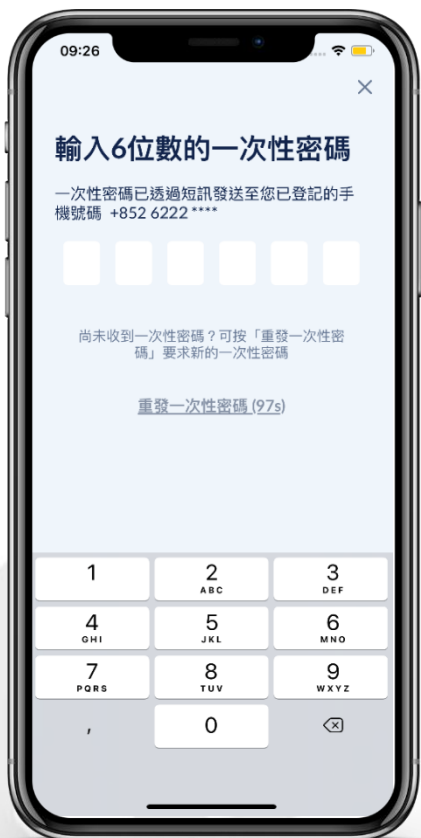 09:26
輸入6位數的一次性密碼
一次性密碼已透過短訊發送至您已登記的手
機號碼 +852 6222 ****
尚未收到一次性密碼？可按「重發一次性密
碼」要求新的一次性密碼
重發一次性密碼 (97s)
1
2
ABC
3
DEF
4
GHI
5
JKL
6
MNO
7
PQRS
8
TUV
9
WXYZ
,
0